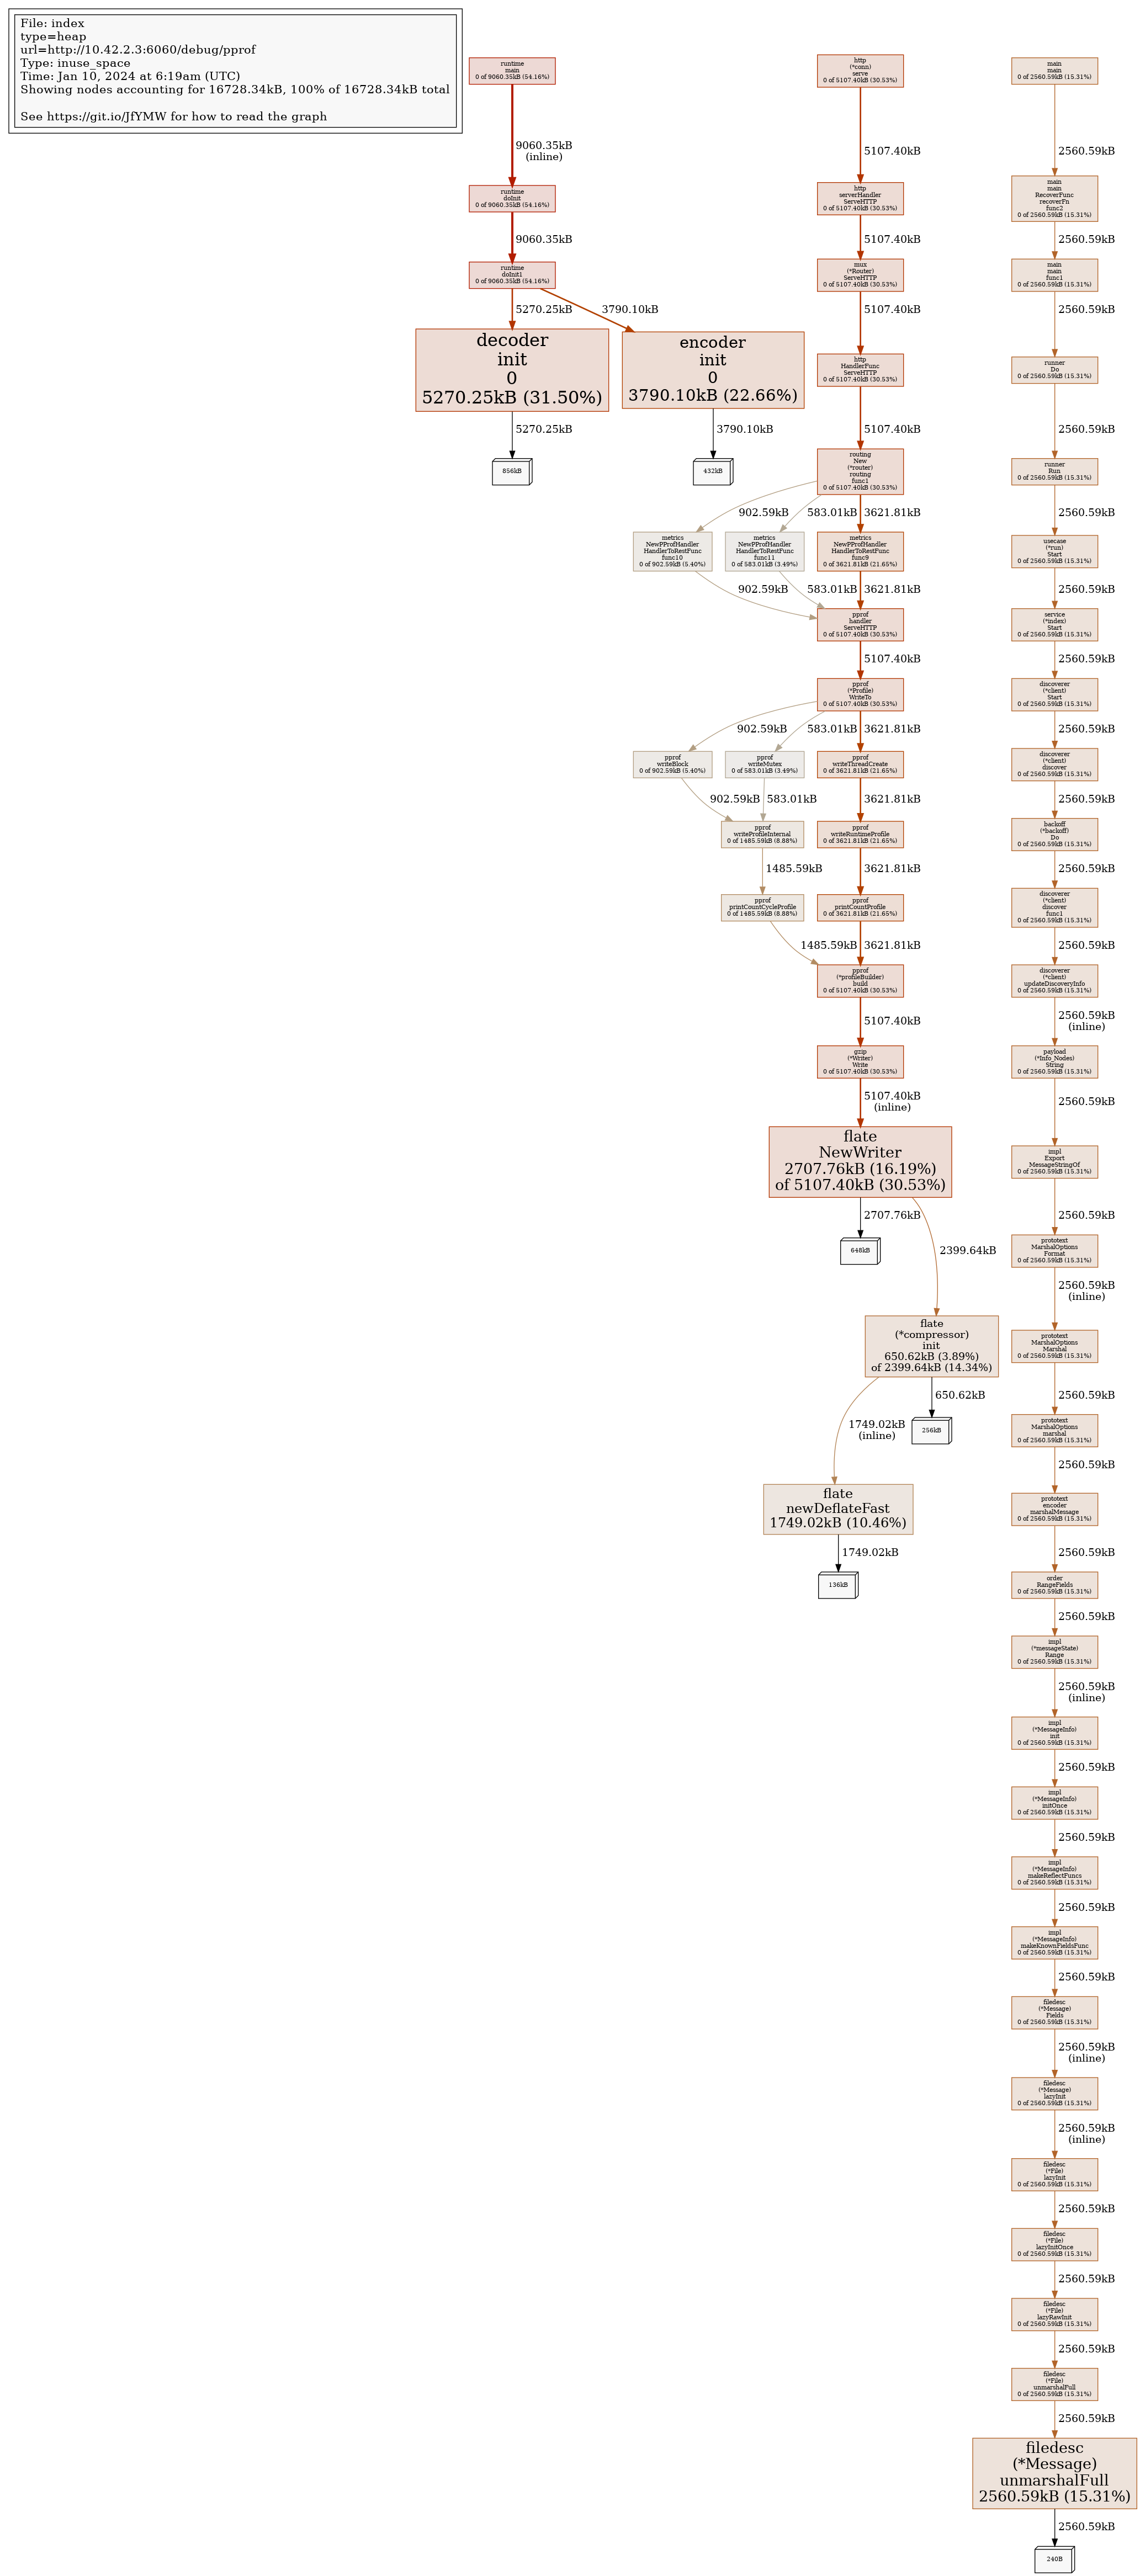 File: index
type=heap
url=http://10.42.2.3:6060/debug/pprof
Type: inuse_space
Time: Jan 10, 2024 at 6:19am (UTC)
Showing nodes accounting for 16728.34kB, 100% of 16728.34kB total
See https://git.io/JfYMW for how to read the graph
runtime
main
0 of 9060.35kB (54.16%)
9060.35kB
(inline)
runtime
doInit
0 of 9060.35kB (54.16%)
9060.35kB
runtime
doInit1
0 of 9060.35kB (54.16%)
5270.25kB
3790.10kB
decoder
init
0
5270.25kB (31.50%)
5270.25kB
856kB
encoder
init
0
3790.10kB (22.66%)
3790.10kB
432kB
http
(*conn)
serve
0 of 5107.40kB (30.53%)
5107.40kB
http
serverHandler
ServeHTTP
0 of 5107.40kB (30.53%)
5107.40kB
mux
(*Router)
ServeHTTP
0 of 5107.40kB (30.53%)
5107.40kB
http
HandlerFunc
ServeHTTP
0 of 5107.40kB (30.53%)
5107.40kB
routing
New
(*router)
routing
func1
0 of 5107.40kB (30.53%)
902.59kB
583.01kB
3621.81kB
metrics
NewPProfHandler
HandlerToRestFunc
func10
0 of 902.59kB (5.40%)
metrics
NewPProfHandler
HandlerToRestFunc
func11
0 of 583.01kB (3.49%)
metrics
NewPProfHandler
HandlerToRestFunc
func9
0 of 3621.81kB (21.65%)
902.59kB
583.01kB
3621.81kB
pprof
handler
ServeHTTP
0 of 5107.40kB (30.53%)
5107.40kB
pprof
(*Profile)
WriteTo
0 of 5107.40kB (30.53%)
902.59kB
583.01kB
3621.81kB
pprof
writeBlock
0 of 902.59kB (5.40%)
pprof
writeMutex
0 of 583.01kB (3.49%)
pprof
writeThreadCreate
0 of 3621.81kB (21.65%)
902.59kB
583.01kB
3621.81kB
pprof
writeProfileInternal
0 of 1485.59kB (8.88%)
pprof
writeRuntimeProfile
0 of 3621.81kB (21.65%)
1485.59kB
3621.81kB
pprof
printCountCycleProfile
0 of 1485.59kB (8.88%)
pprof
printCountProfile
0 of 3621.81kB (21.65%)
1485.59kB
3621.81kB
pprof
(*profileBuilder)
build
0 of 5107.40kB (30.53%)
5107.40kB
gzip
(*Writer)
Write
0 of 5107.40kB (30.53%)
5107.40kB
(inline)
flate
NewWriter
2707.76kB (16.19%)
of 5107.40kB (30.53%)
2707.76kB
648kB
2399.64kB
flate
(*compressor)
init
650.62kB (3.89%)
of 2399.64kB (14.34%)
650.62kB
256kB
1749.02kB
(inline)
flate
newDeflateFast
1749.02kB (10.46%)
1749.02kB
136kB
main
main
0 of 2560.59kB (15.31%)
2560.59kB
main
main
RecoverFunc
recoverFn
func2
0 of 2560.59kB (15.31%)
2560.59kB
main
main
func1
0 of 2560.59kB (15.31%)
2560.59kB
runner
Do
0 of 2560.59kB (15.31%)
2560.59kB
runner
Run
0 of 2560.59kB (15.31%)
2560.59kB
usecase
(*run)
Start
0 of 2560.59kB (15.31%)
2560.59kB
service
(*index)
Start
0 of 2560.59kB (15.31%)
2560.59kB
discoverer
(*client)
Start
0 of 2560.59kB (15.31%)
2560.59kB
discoverer
(*client)
discover
0 of 2560.59kB (15.31%)
2560.59kB
backoff
(*backoff)
Do
0 of 2560.59kB (15.31%)
2560.59kB
discoverer
(*client)
discover
func1
0 of 2560.59kB (15.31%)
2560.59kB
discoverer
(*client)
updateDiscoveryInfo
0 of 2560.59kB (15.31%)
2560.59kB
(inline)
payload
(*Info_Nodes)
String
0 of 2560.59kB (15.31%)
2560.59kB
impl
Export
MessageStringOf
0 of 2560.59kB (15.31%)
2560.59kB
prototext
MarshalOptions
Format
0 of 2560.59kB (15.31%)
2560.59kB
(inline)
prototext
MarshalOptions
Marshal
0 of 2560.59kB (15.31%)
2560.59kB
prototext
MarshalOptions
marshal
0 of 2560.59kB (15.31%)
2560.59kB
prototext
encoder
marshalMessage
0 of 2560.59kB (15.31%)
2560.59kB
order
RangeFields
0 of 2560.59kB (15.31%)
2560.59kB
impl
(*messageState)
Range
0 of 2560.59kB (15.31%)
2560.59kB
(inline)
impl
(*MessageInfo)
init
0 of 2560.59kB (15.31%)
2560.59kB
impl
(*MessageInfo)
initOnce
0 of 2560.59kB (15.31%)
2560.59kB
impl
(*MessageInfo)
makeReflectFuncs
0 of 2560.59kB (15.31%)
2560.59kB
impl
(*MessageInfo)
makeKnownFieldsFunc
0 of 2560.59kB (15.31%)
2560.59kB
filedesc
(*Message)
Fields
0 of 2560.59kB (15.31%)
2560.59kB
(inline)
filedesc
(*Message)
lazyInit
0 of 2560.59kB (15.31%)
2560.59kB
(inline)
filedesc
(*File)
lazyInit
0 of 2560.59kB (15.31%)
2560.59kB
filedesc
(*File)
lazyInitOnce
0 of 2560.59kB (15.31%)
2560.59kB
filedesc
(*File)
lazyRawInit
0 of 2560.59kB (15.31%)
2560.59kB
filedesc
(*File)
unmarshalFull
0 of 2560.59kB (15.31%)
2560.59kB
filedesc
(*Message)
unmarshalFull
2560.59kB (15.31%)
2560.59kB
240B